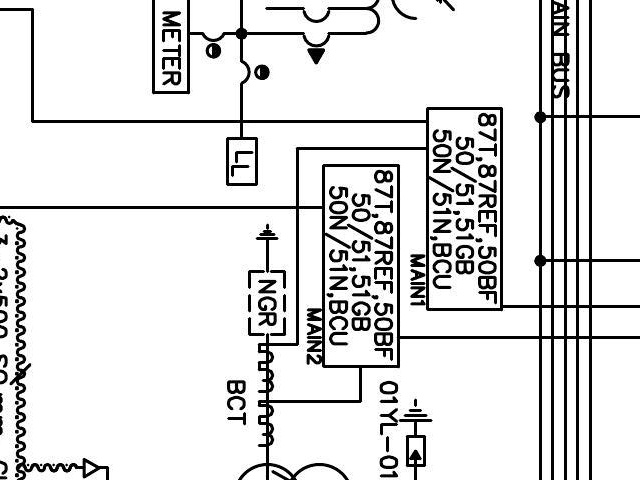 METER
AIN BUS
LL
87T,87REF,50BF
50/51,51GB
50N/51N,BCU
MAIN1
87T,87REF,50BF
50/51,51GB
50N/51N,BCU
MAIN2
NGR
BCT
01YL-01